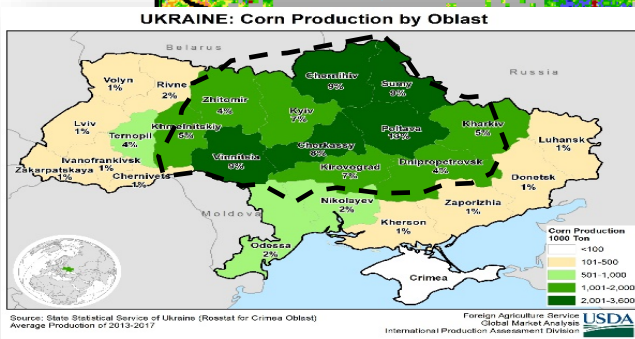 UKRAINE: Corn Production by Oblast
Belarus
Russia
Volyn
1%
Rivne
2%
Chernihiv
9%
Sumy
9%
Zhitomir
4%
Kyiv
7%
Lviv
1%
Ternopil
4%
Khmelnitskiy
5%
Poltava
Kharkiv
5%
Cherkassy
8%
Luhansk
1%
Vinnitsia
9%
Ivanofrankivsk
1%
Zakarpatskaya
1%
Chernivets
1%
Kirovograd
7%
Dnipropetrovsk
4%
Donetsk
1%
Moldova
Nikolayev
2%
Zaporizhia
1%
Kherson
1%
Odessa
2%
Crimea
Corn Production
1000 Ton
<100
101-500
501-1,000
1,001-2,000
2,001-3,600
Source: State Statistical Service of Ukraine (Rosstat for Crimea Oblast)
Average Production of 2013-2017
Foreign Agriculture Service
Global Market Analysis
International Production Assessment Division
USDA